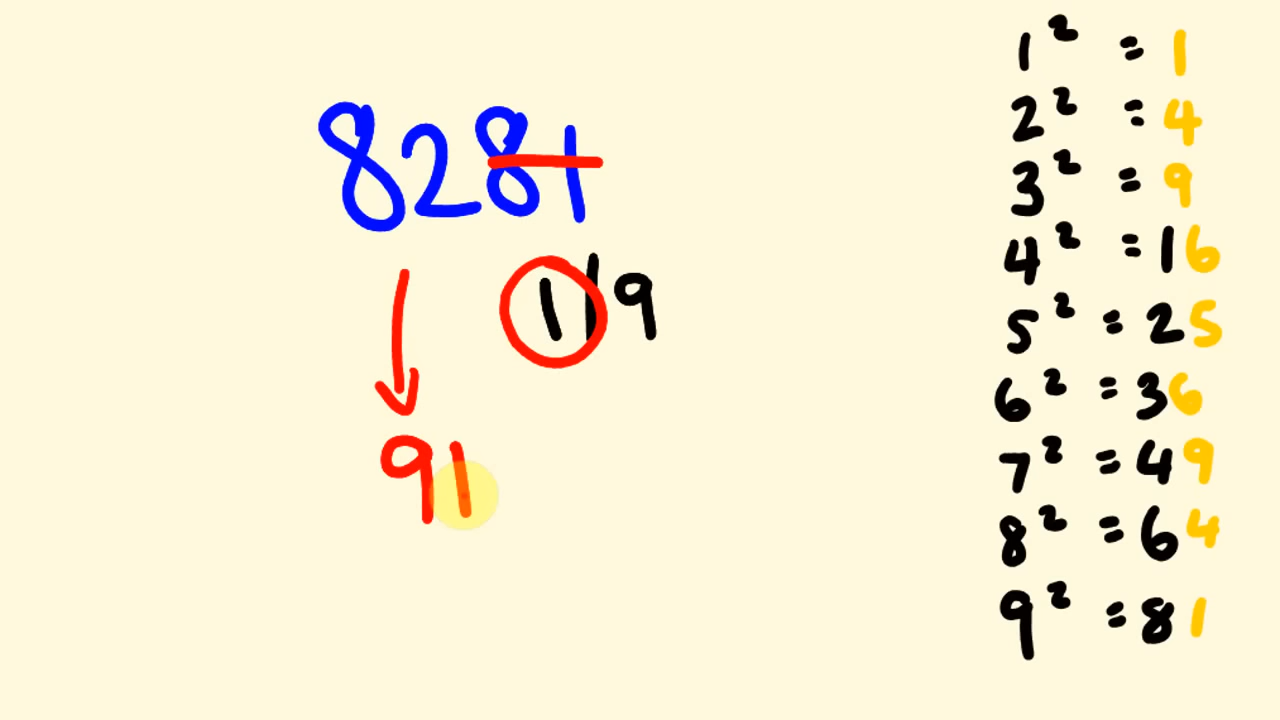 8281
1/9
91
1² = 1
2² = 4
3² = 9
4² = 16
5² = 25
6² = 36
7² = 49
8² = 64
9² = 81